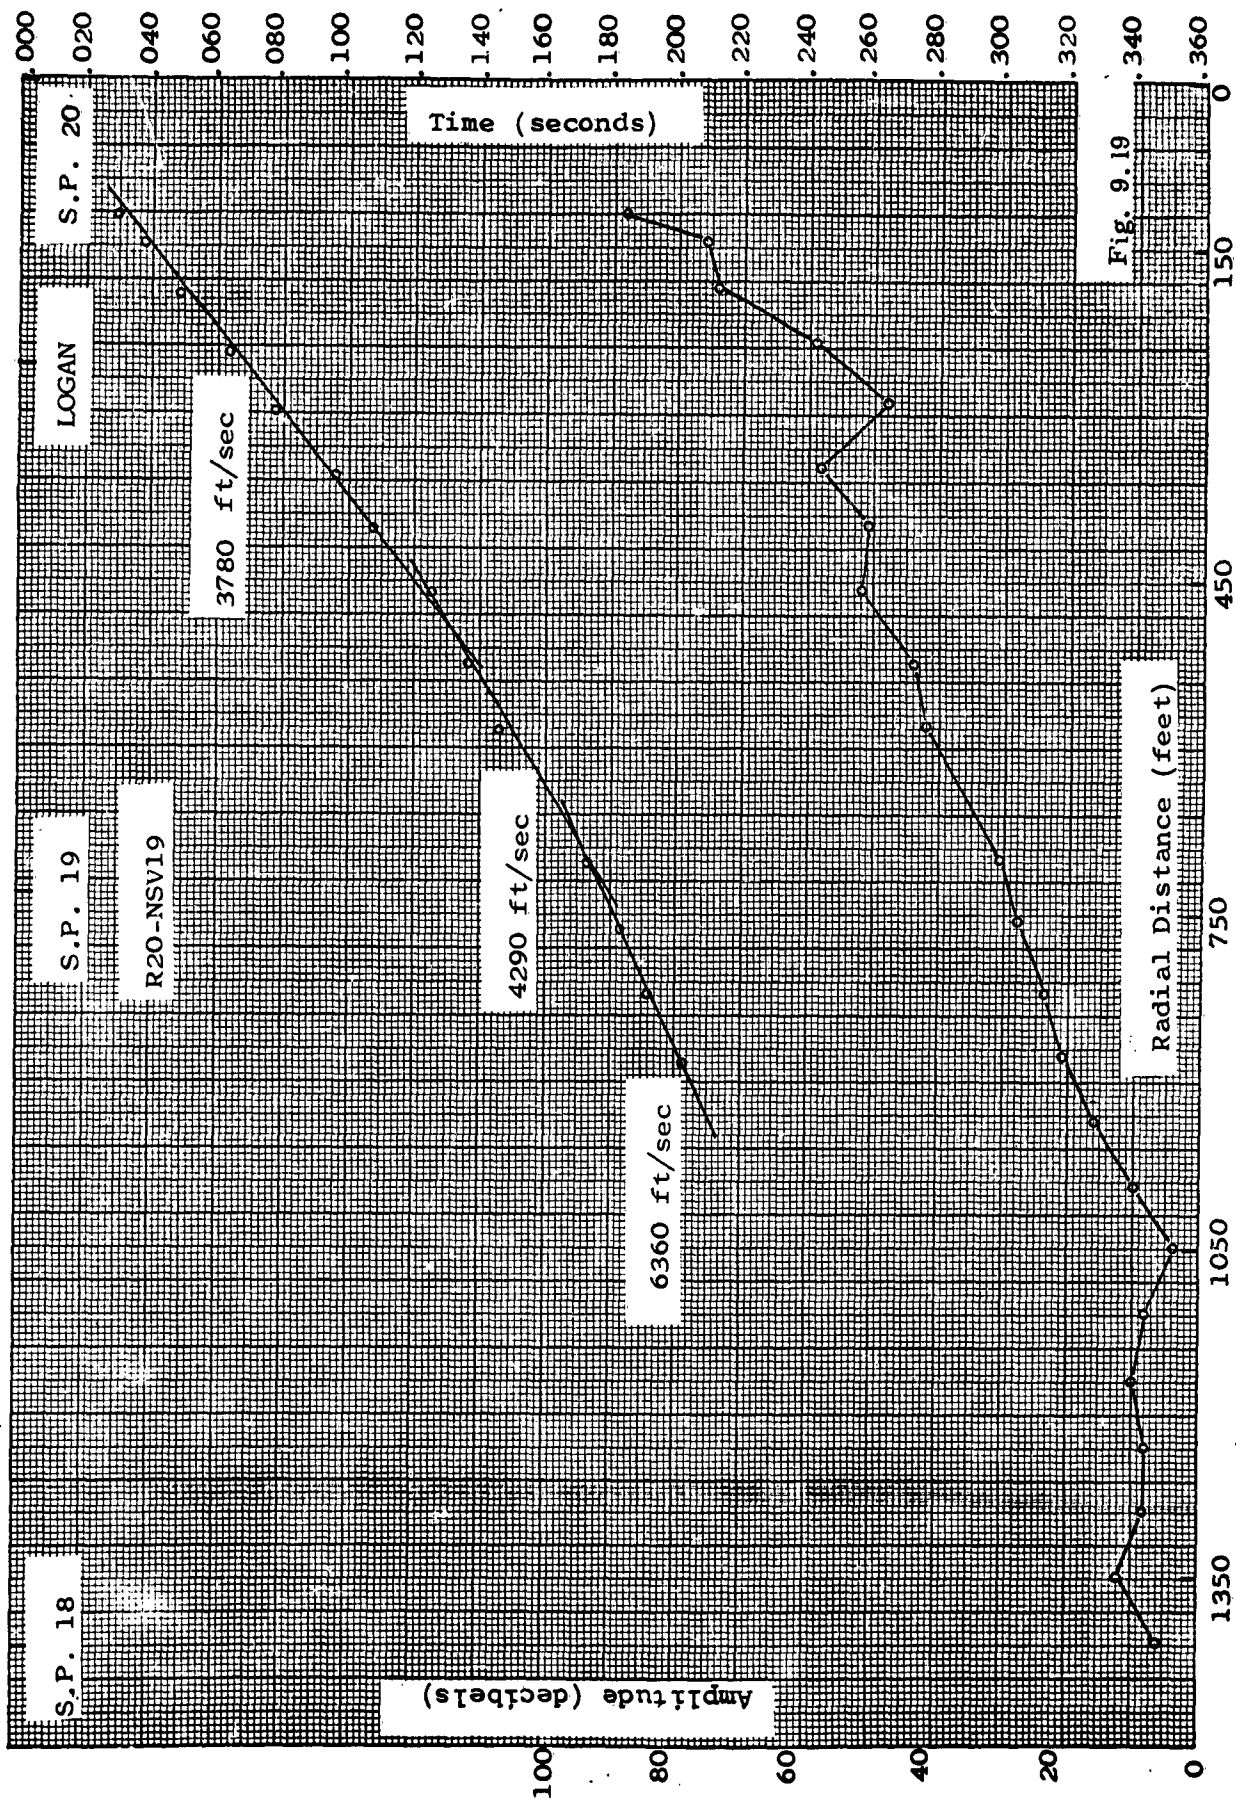 S.P. 18
S.P. 19
LOGAN
S.P. 20
R20-NSV19
3780 ft/sec
4290 ft/sec
6360 ft/sec
Time (seconds)
Amplitude (decibels)
Radial Distance (feet)
Fig. 9.19
.000
.020
.040
.060
.080
.100
.120
.140
.160
.180
.200
.220
.240
.260
.280
.300
.320
.340
.360
100
80
60
40
20
0
1350
1050
750
450
150
0